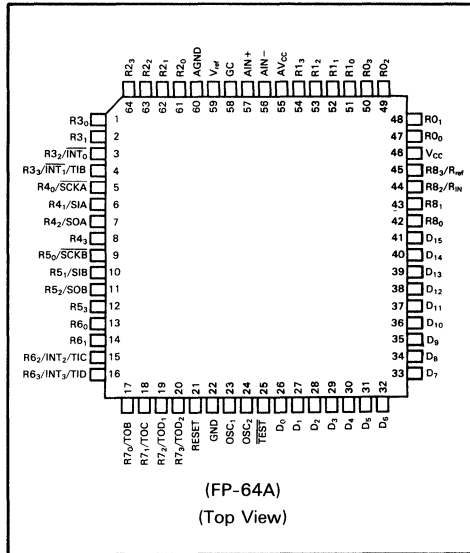 R2₃ R2₂ R2₁ R2₀ AGND V_ref GC AIN+ AIN− AV_CC R1₃ R1₂ R1₁ R1₀ R0₃ R0₂
64 63 62 61 60 59 58 57 56 55 54 53 52 51 50 49
R3₀ 1
R3₁ 2
R3₂/I̅N̅T̅₀ 3
R3₃/I̅N̅T̅₁/TIB 4
R4₀/S̅C̅K̅A̅ 5
R4₁/SIA 6
R4₂/SOA 7
R4₃ 8
R5₀/S̅C̅K̅B̅ 9
R5₁/SIB 10
R5₂/SOB 11
R5₃ 12
R6₀ 13
R6₁ 14
R6₂/INT₂/TIC 15
R6₃/INT₃/TID 16
48 R0₁
47 R0₀
46 V_CC
45 R8₃/R_ref
44 R8₂/R_IN
43 R8₁
42 R8₀
41 D₁₅
40 D₁₄
39 D₁₃
38 D₁₂
37 D₁₁
36 D₁₀
35 D₉
34 D₈
33 D₇
17 18 19 20 21 22 23 24 25 26 27 28 29 30 31 32
R7₀/TOB R7₁/TOC R7₂/TOD₁ R7₃/TOD₂ RESET GND OSC₁ OSC₂ T̅E̅S̅T̅ D₀ D₁ D₂ D₃ D₄ D₅ D₆
(FP-64A)
(Top View)